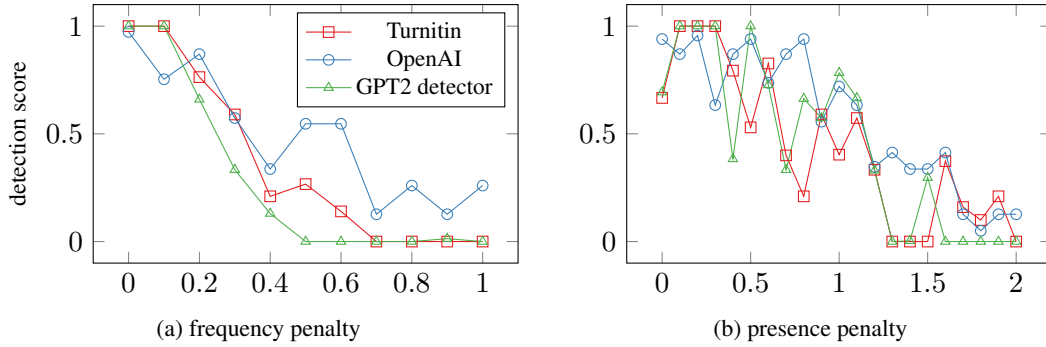 detection score
1
0.5
0
Turnitin
OpenAI
GPT2 detector
0 0.2 0.4 0.6 0.8 1
(a) frequency penalty
1
0.5
0
0 0.5 1 1.5 2
(b) presence penalty